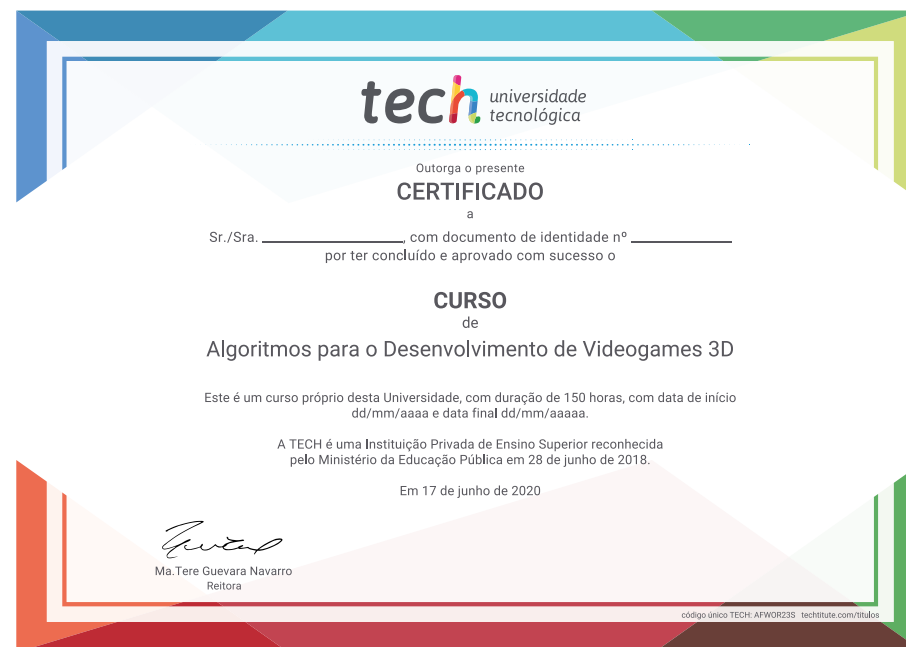 tech universidade
tecnológica
Outorga o presente
CERTIFICADO
a
Sr./Sra. ____________, com documento de identidade nº ____________
por ter concluído e aprovado com sucesso o
CURSO
de
Algoritmos para o Desenvolvimento de Videogames 3D
Este é um curso próprio desta Universidade, com duração de 150 horas, com data de início
dd/mm/aaaa e data final dd/mm/aaaaa.
A TECH é uma Instituição Privada de Ensino Superior reconhecida
pelo Ministério da Educação Pública em 28 de junho de 2018.
Em 17 de junho de 2020
Ma.Tere Guevara Navarro
Reitora
código único TECH: AFWOR23S techtitute.com/titulos